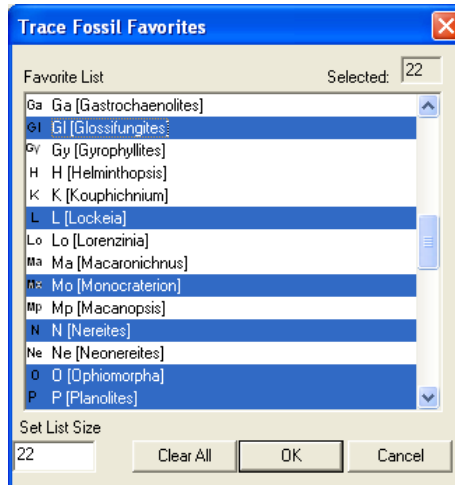 Trace Fossil Favorites
Favorite List Selected: 22
Ga Ga [Gastrochaenolites]
Gl Gl [Glossifungites
Gy Gy [Gyrophyllites]
H H [Helminthopsis]
K K [Kouphichnium]
L L [Lockeia]
Lo Lo [Lorenzinia]
Ma Ma [Macaronichnus]
Mx Mo [Monocraterion]
Mp Mp [Macanopsis]
N N [Nereites]
Ne Ne [Neonereites]
O O [Ophiomorpha]
P P [Planolites]
Set List Size
22 Clear All OK Cancel